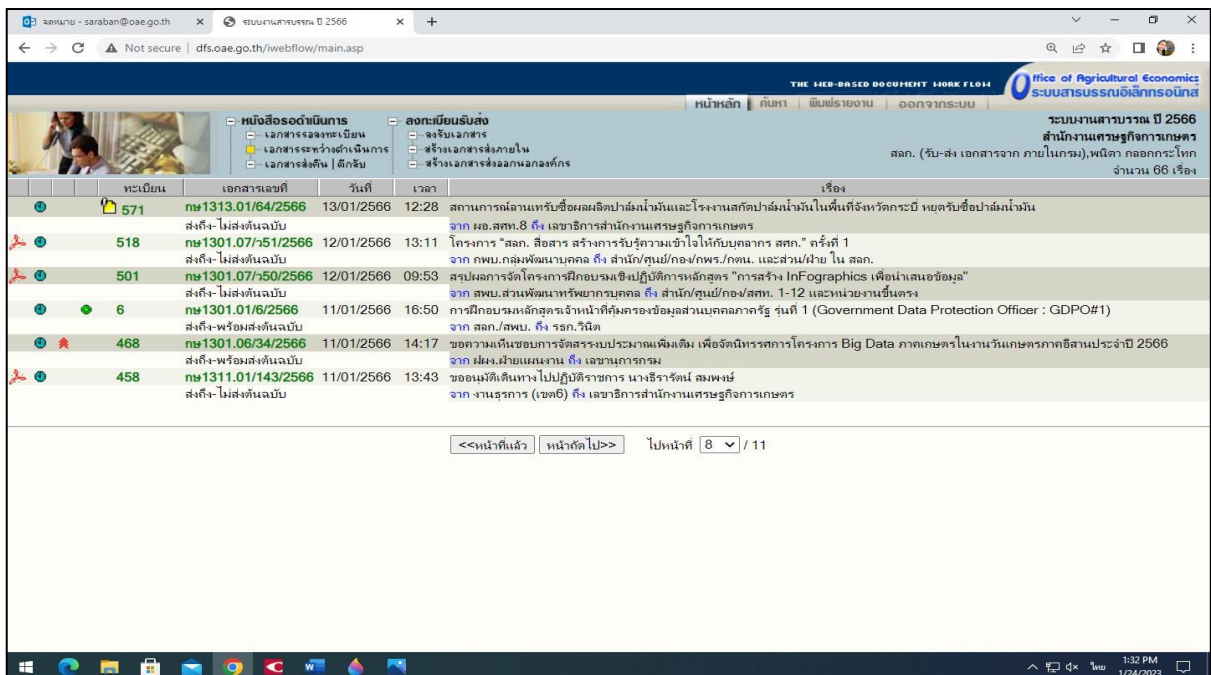 จดหมาย - saraban@oae.go.th
ระบบงานสารบรรณ ปี 2566
Not secure | dfs.oae.go.th/iwebflow/main.asp
THE WEB-BASED DOCUMENT WORK FLOW
Office of Agricultural Economics
ระบบสารบรรณอิเล็กทรอนิกส์
หน้าหลัก | ค้นหา | พิมพ์รายงาน | ออกจากระบบ
หนังสือรอดำเนินการ
เอกสารรอลงทะเบียน
เอกสารระหว่างดำเนินการ
เอกสารส่งคืน | ดึกลับ
ลงทะเบียนรับส่ง
ลงรับเอกสาร
สร้างเอกสารส่งภายใน
สร้างเอกสารส่งออกนอกองค์กร
ระบบงานสารบรรณ ปี 2566
สำนักงานเศรษฐกิจการเกษตร
สลก. (รับ-ส่ง เอกสารจาก ภายในกรม),พนิตา กลอกกระโทก
จำนวน 66 เรื่อง
ทะเบียน เอกสารเลขที่ วันที่ เวลา เรื่อง
571 กษ1313.01/64/2566 13/01/2566 12:28 สถานการณ์ลานเทรับซื้อผลผลิตปาล์มน้ำมันและโรงงานสกัดปาล์มน้ำมันในพื้นที่จังหวัดกระบี่ หยุดรับซื้อปาล์มน้ำมัน
ส่งถึง-ไม่ส่งต้นฉบับ จาก ผอ.สศท.8 ถึง เลขาธิการสำนักงานเศรษฐกิจการเกษตร
518 กษ1301.07/ว51/2566 12/01/2566 13:11 โครงการ "สลก. สื่อสาร สร้างการรับรู้ความเข้าใจให้กับบุคลากร สศก." ครั้งที่ 1
ส่งถึง-ไม่ส่งต้นฉบับ จาก กพบ.กลุ่มพัฒนาบุคคล ถึง สำนัก/ศูนย์/กอง/กพร./กตน. และส่วน/ฝ่าย ใน สลก.
501 กษ1301.07/ว50/2566 12/01/2566 09:53 สรุปผลการจัดโครงการฝึกอบรมเชิงปฏิบัติการหลักสูตร "การสร้าง InFographics เพื่อนำเสนอข้อมูล"
ส่งถึง-ไม่ส่งต้นฉบับ จาก สพบ.ส่วนพัฒนาทรัพยากรบุคคล ถึง สำนัก/ศูนย์/กอง/สศท. 1-12 และหน่วยงานขึ้นตรง
6 กษ1301.01/6/2566 11/01/2566 16:50 การฝึกอบรมหลักสูตรเจ้าหน้าที่คุ้มครองข้อมูลส่วนบุคคลภาครัฐ รุ่นที่ 1 (Government Data Protection Officer : GDPO#1)
ส่งถึง-พร้อมส่งต้นฉบับ จาก สลก./สพบ. ถึง รธก.วินิต
468 กษ1301.06/34/2566 11/01/2566 14:17 ขอความเห็นชอบการจัดสรรงบประมาณเพิ่มเติม เพื่อจัดนิทรรศการโครงการ Big Data ภาคเกษตรในงานวันเกษตรภาคอีสานประจำปี 2566
ส่งถึง-พร้อมส่งต้นฉบับ จาก ฝผง.ฝ่ายแผนงาน ถึง เลขานุการกรม
458 กษ1311.01/143/2566 11/01/2566 13:43 ขออนุมัติเดินทางไปปฏิบัติราชการ นางธีรารัตน์ สมพงษ์
ส่งถึง-ไม่ส่งต้นฉบับ จาก งานธุรการ (เขต6) ถึง เลขาธิการสำนักงานเศรษฐกิจการเกษตร
<<หน้าที่แล้ว หน้าถัดไป>> ไปหน้าที่ 8 / 11
ไทย 1:32 PM
1/24/2023